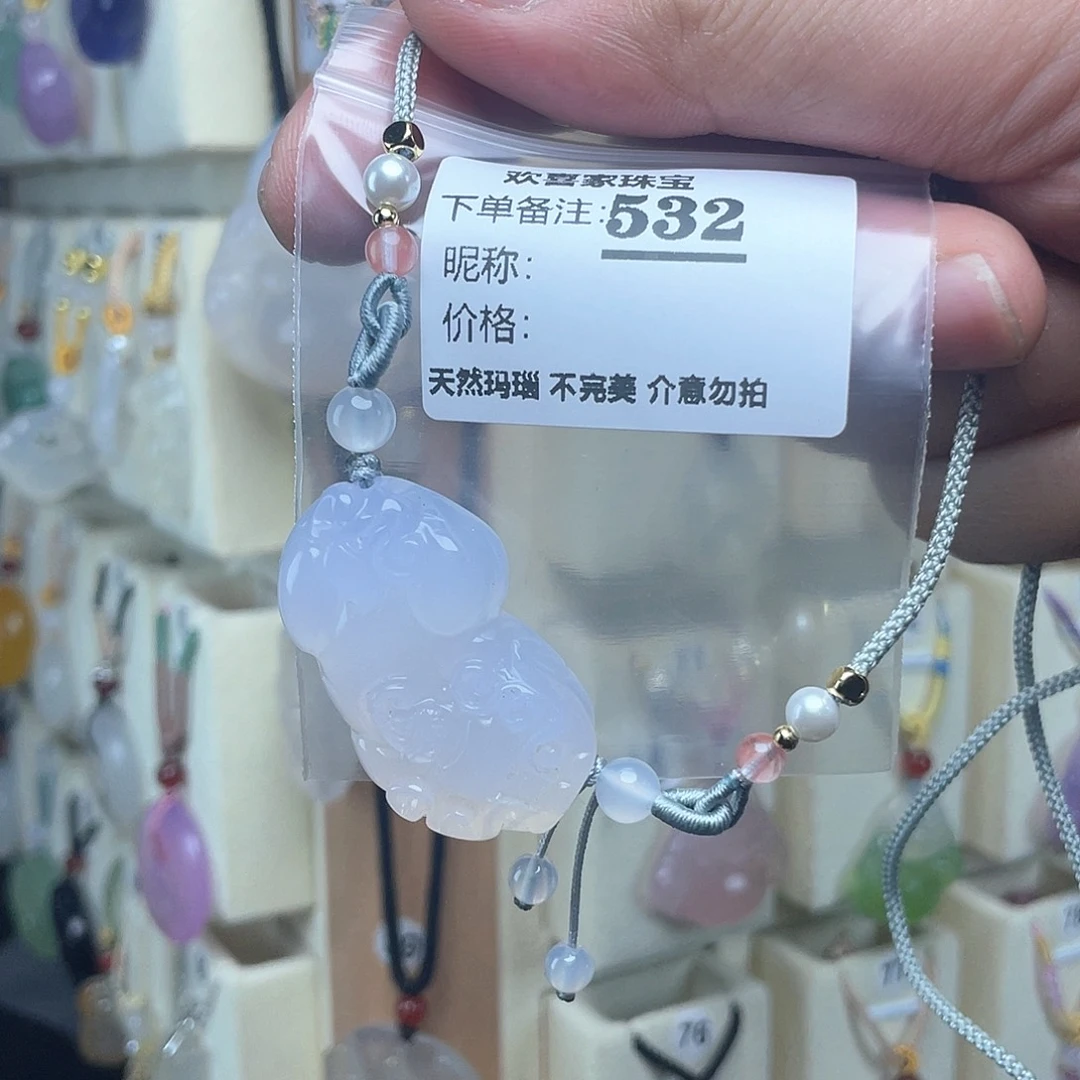 欢喜家珠宝
下单备注:532
昵称:
价格:
天然玛瑙 不完美 介意勿拍
76